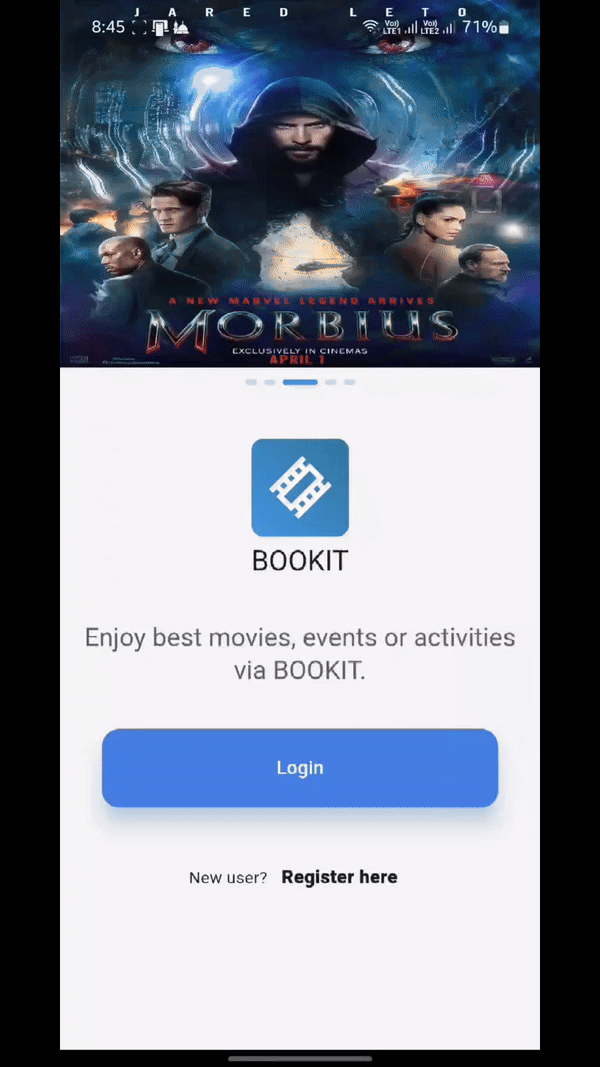 JARED LETO
8:45 Vo) LTE1 Vo) LTE2 71%
A NEW MARVEL LEGEND ARRIVES
MORBIUS
EXCLUSIVELY IN CINEMAS
APRIL 1
BOOKIT
Enjoy best movies, events or activities
via BOOKIT.
Login
New user? Register here